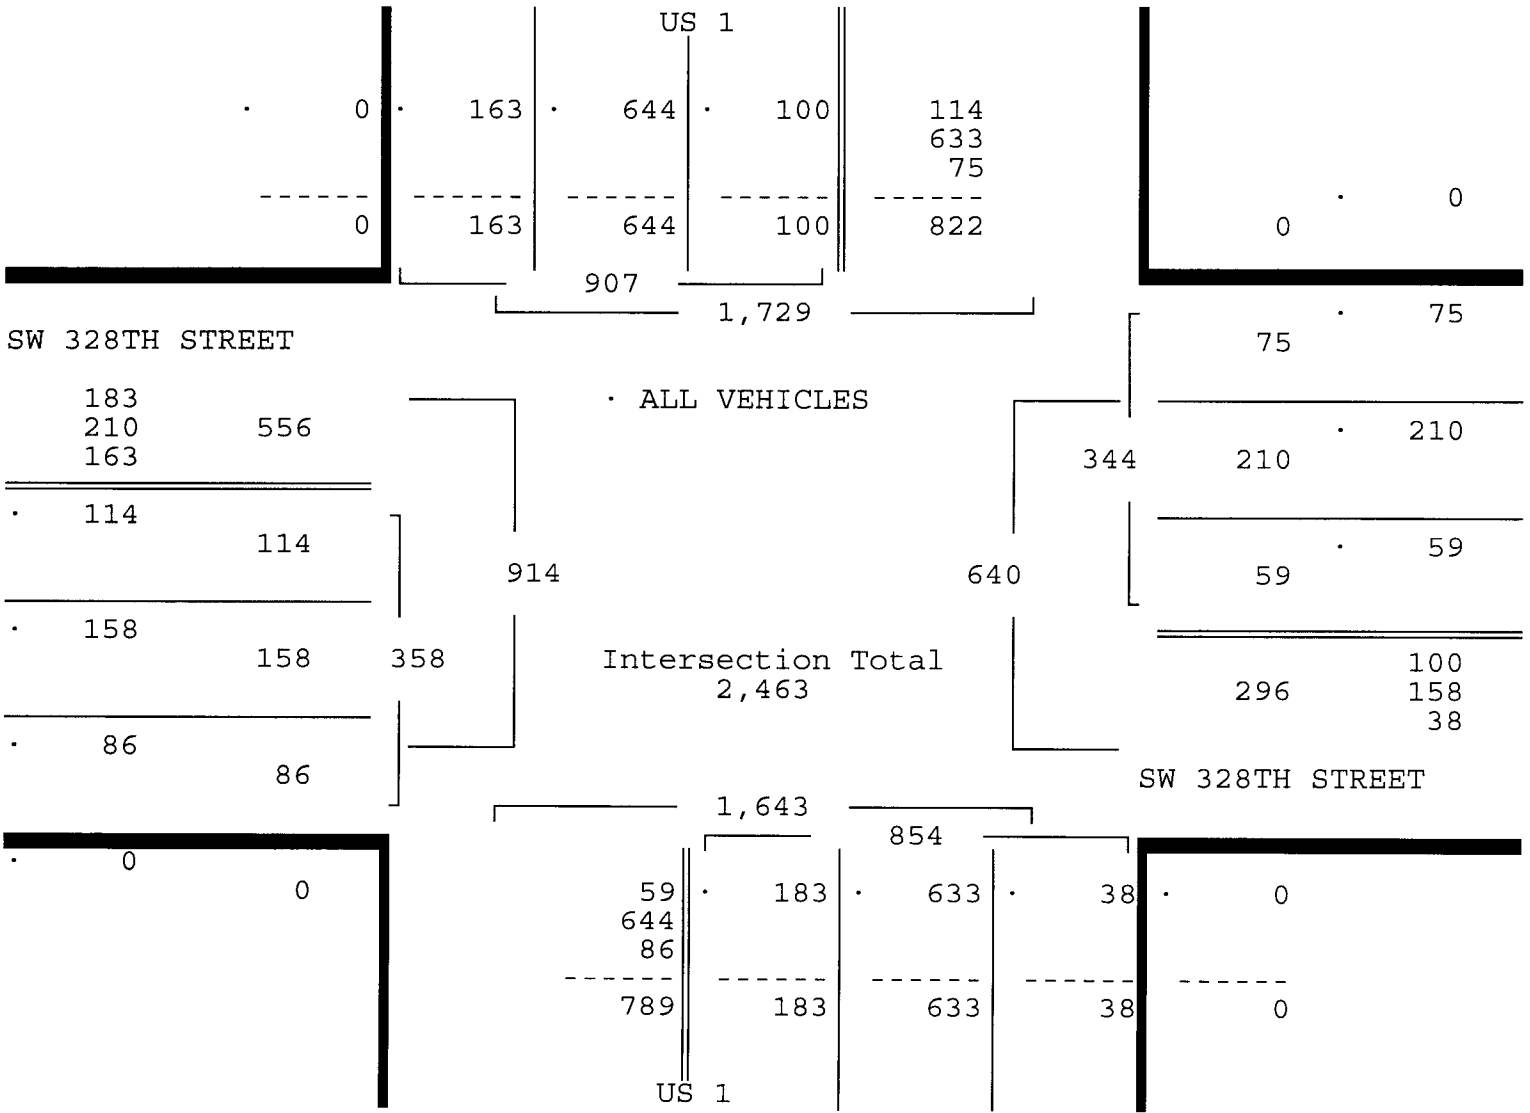 US 1
· 0 · 163 · 644 · 100 114
633
75
------ ------ ------ ------ ------
0 163 644 100 822
· 0
0
907
1,729
· 75
75
SW 328TH STREET
183
210 556
163
· ALL VEHICLES
· 210
344 210
· 114
114
· 59
59
914
640
· 158
158 358
Intersection Total
2,463
100
296 158
38
· 86
86
SW 328TH STREET
1,643
854
· 0
0
59 · 183 · 633 · 38 · 0
644
86
------ ------ ------ ------ ------
789 183 633 38 0
US 1